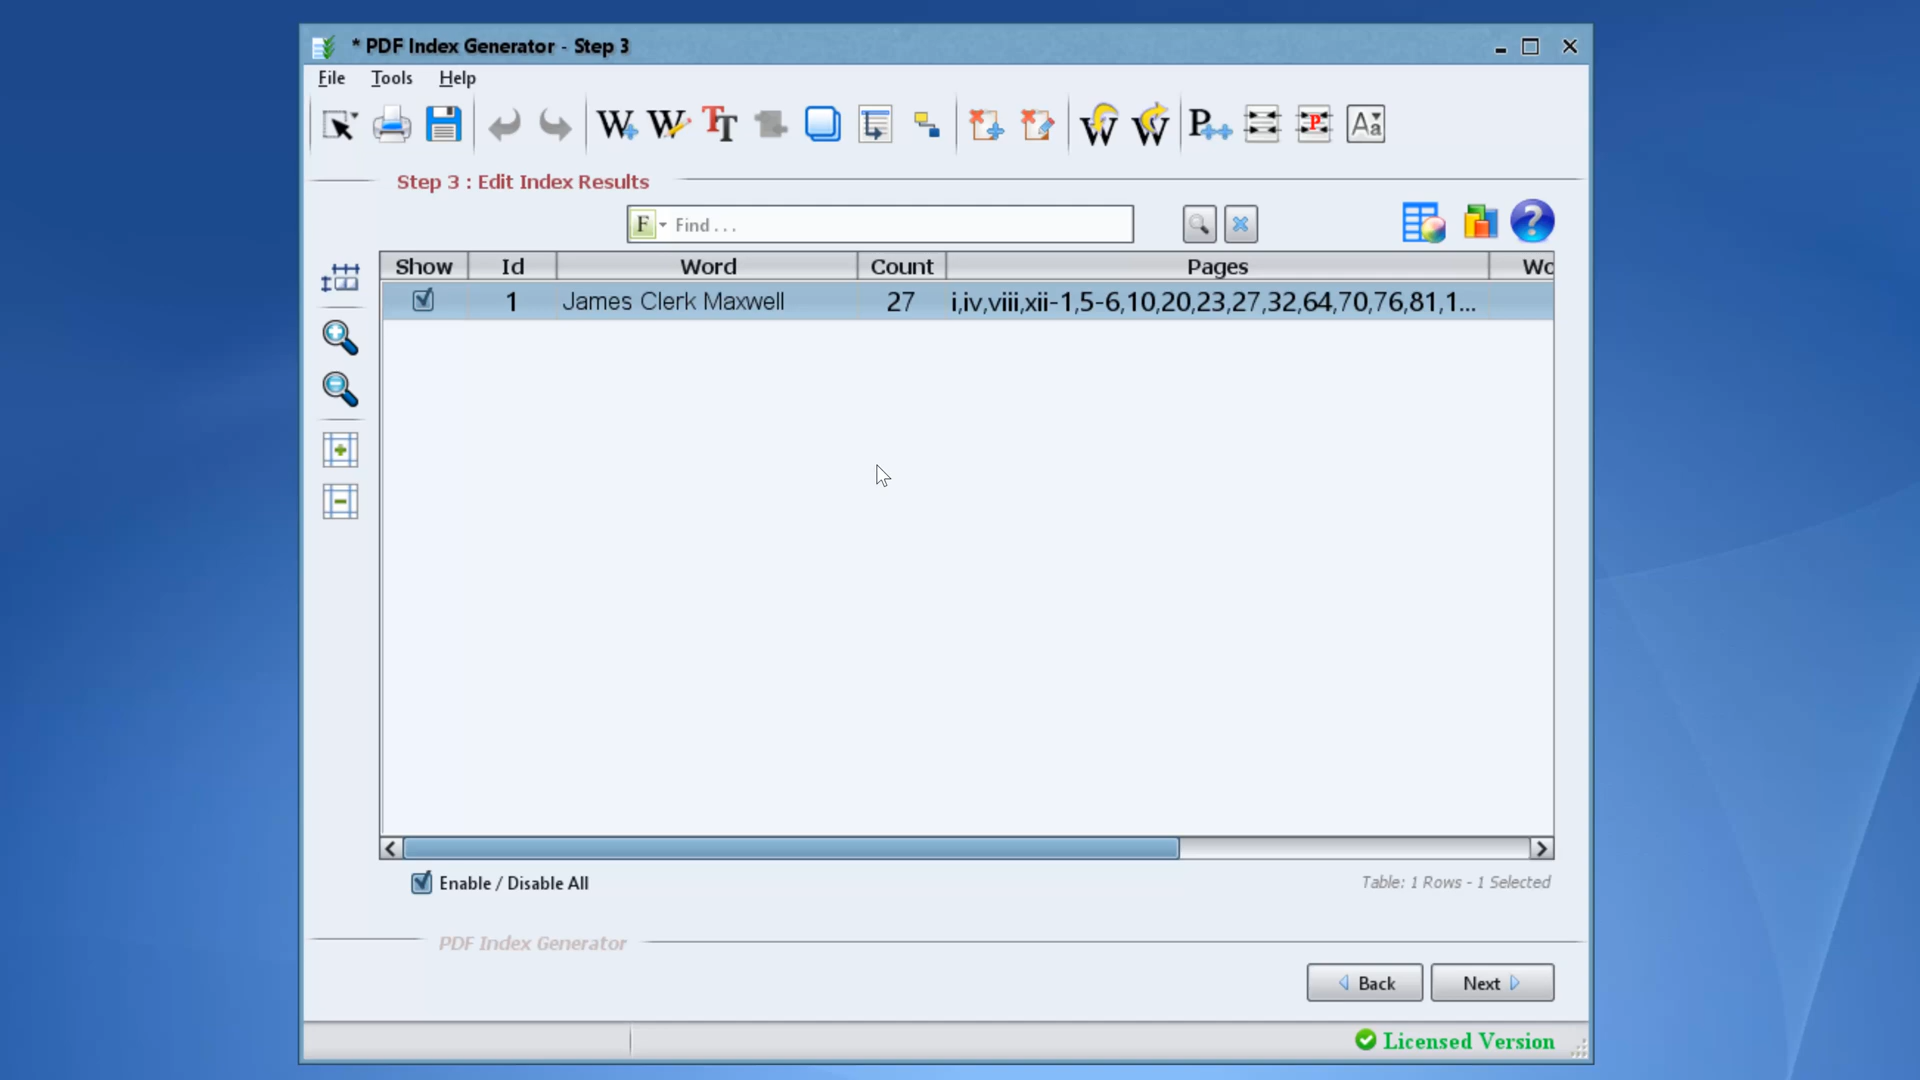 * PDF Index Generator - Step 3
File Tools Help
W W TT W W P++ P Aa
Step 3 : Edit Index Results
F Find . . .
?
Show Id Word Count Pages Wo
1 James Clerk Maxwell 27 i,iv,viii,xii-1,5-6,10,20,23,27,32,64,70,76,81,1...
Enable / Disable All
Table: 1 Rows - 1 Selected
PDF Index Generator
Back Next
Licensed Version